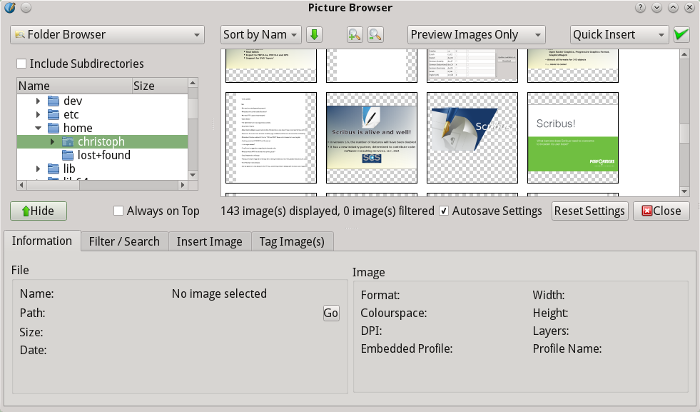 Picture Browser
Folder Browser
Sort by Nam
Preview Images Only
Quick Insert
Include Subdirectories
Name Size
dev
etc
home
christoph
lost+found
lib
Scribus is alive and well!
Scribus!
Hide
Always on Top
143 image(s) displayed, 0 image(s) filtered
Autosave Settings
Reset Settings
Close
Information
Filter / Search
Insert Image
Tag Image(s)
File
Name: No image selected
Path: Go
Size:
Date:
Image
Format: Width:
Colourspace: Height:
DPI: Layers:
Embedded Profile: Profile Name: